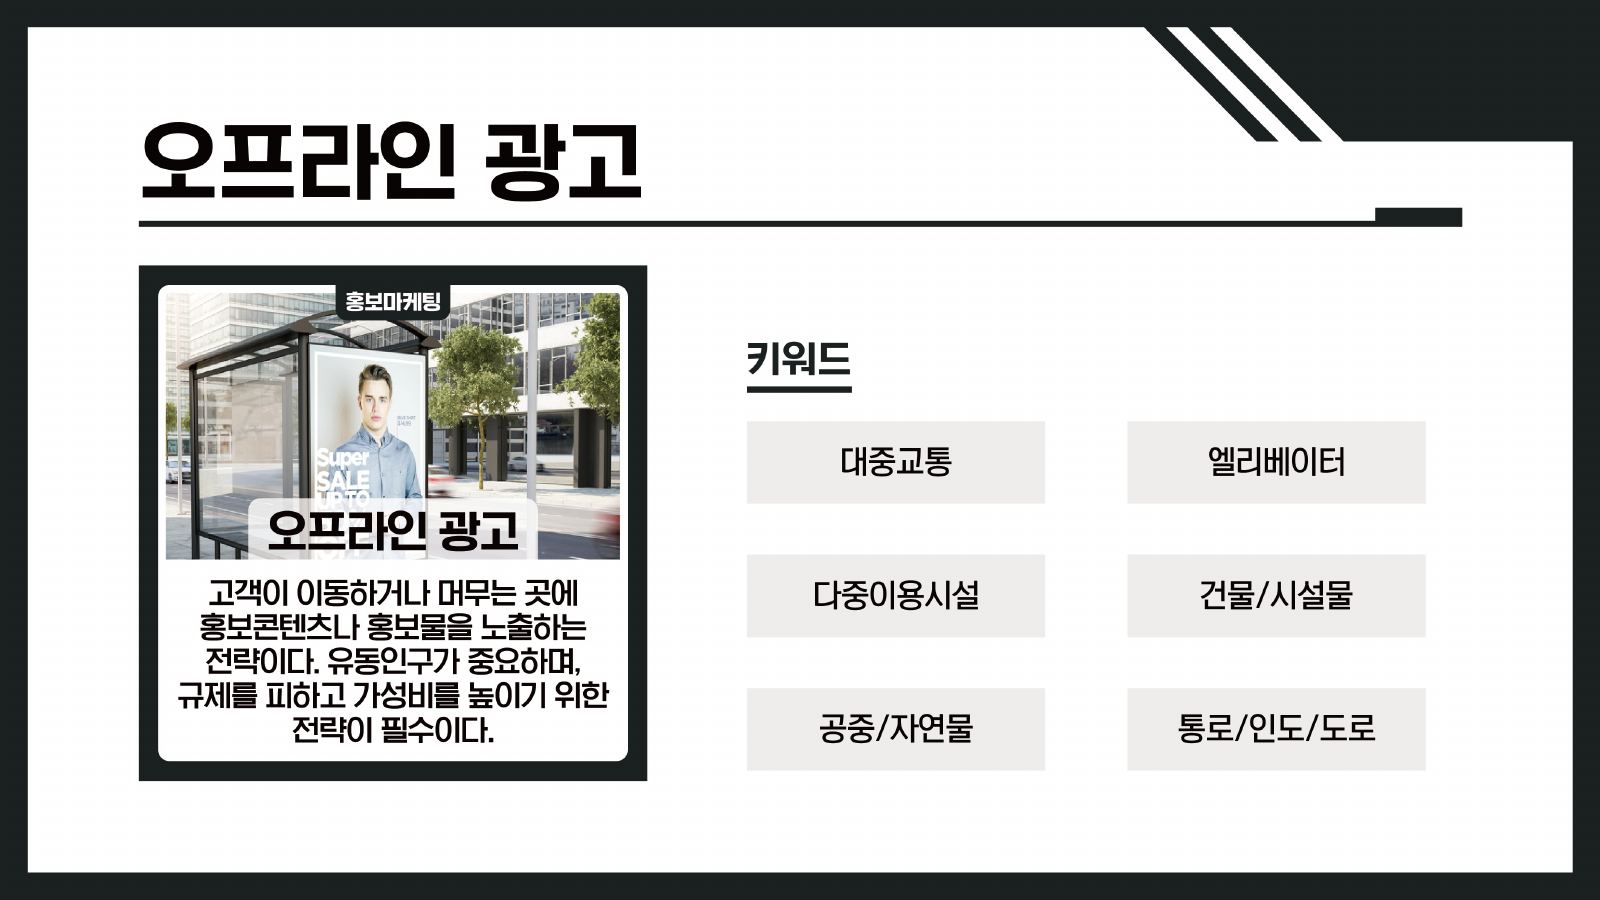 오프라인 광고
홍보마케팅
Super
SALE
UP TO
오프라인 광고
고객이 이동하거나 머무는 곳에
홍보콘텐츠나 홍보물을 노출하는
전략이다. 유동인구가 중요하며,
규제를 피하고 가성비를 높이기 위한
전략이 필수이다.
키워드
대중교통
엘리베이터
다중이용시설
건물/시설물
공중/자연물
통로/인도/도로